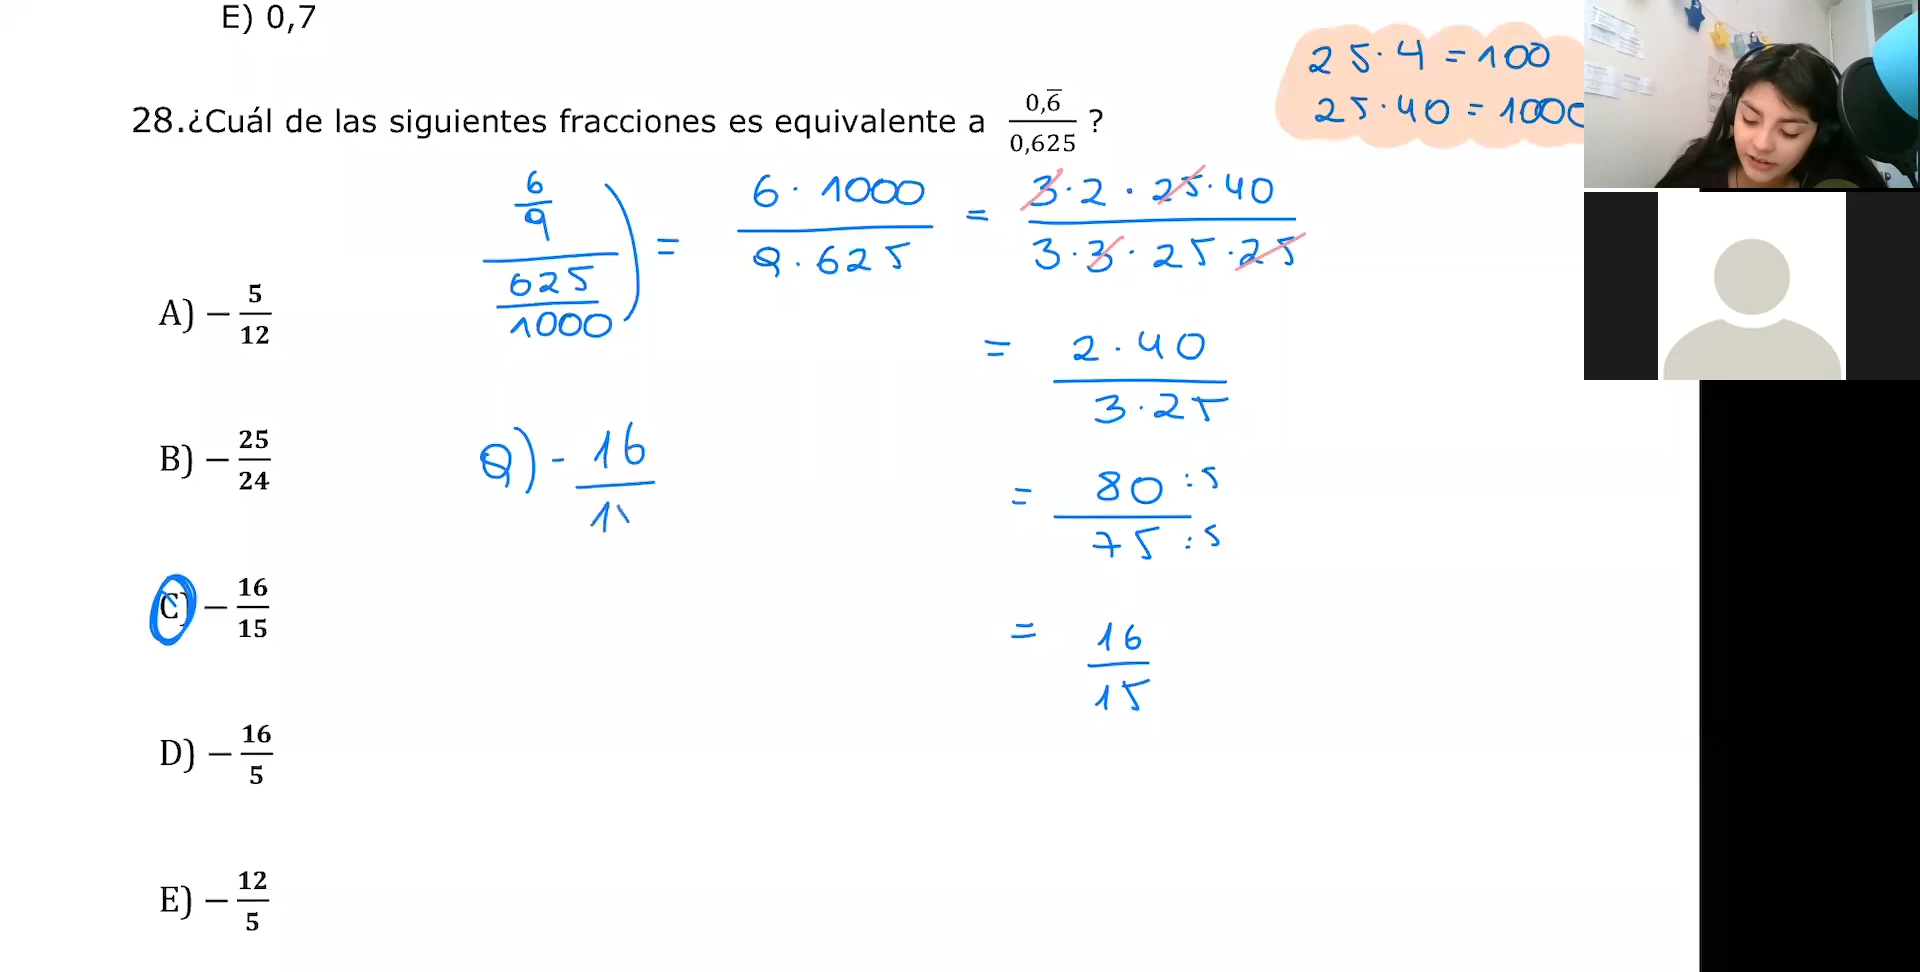 E) 0,7
25·4 = 100
25·40 = 1000
28.¿Cuál de las siguientes fracciones es equivalente a 0,6̅/0,625 ?
(6/9)/(625/1000)) = (6·1000)/(9·625) = (3·2·25·40)/(3·3·25·25)
A) −5/12
= (2·40)/(3·25)
B) −25/24
a) -16/1
= 80:5/75:5
C) −16/15
= 16/15
D) −16/5
E) −12/5